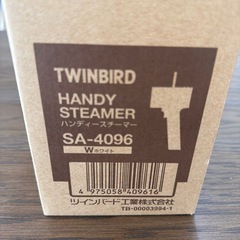 TWINBIRD
HANDY
STEAMER
ハンディースチーマー
SA-4096
Wホワイト
4 975058 409616
ツインバード工業株式会社
TB-00003994-1